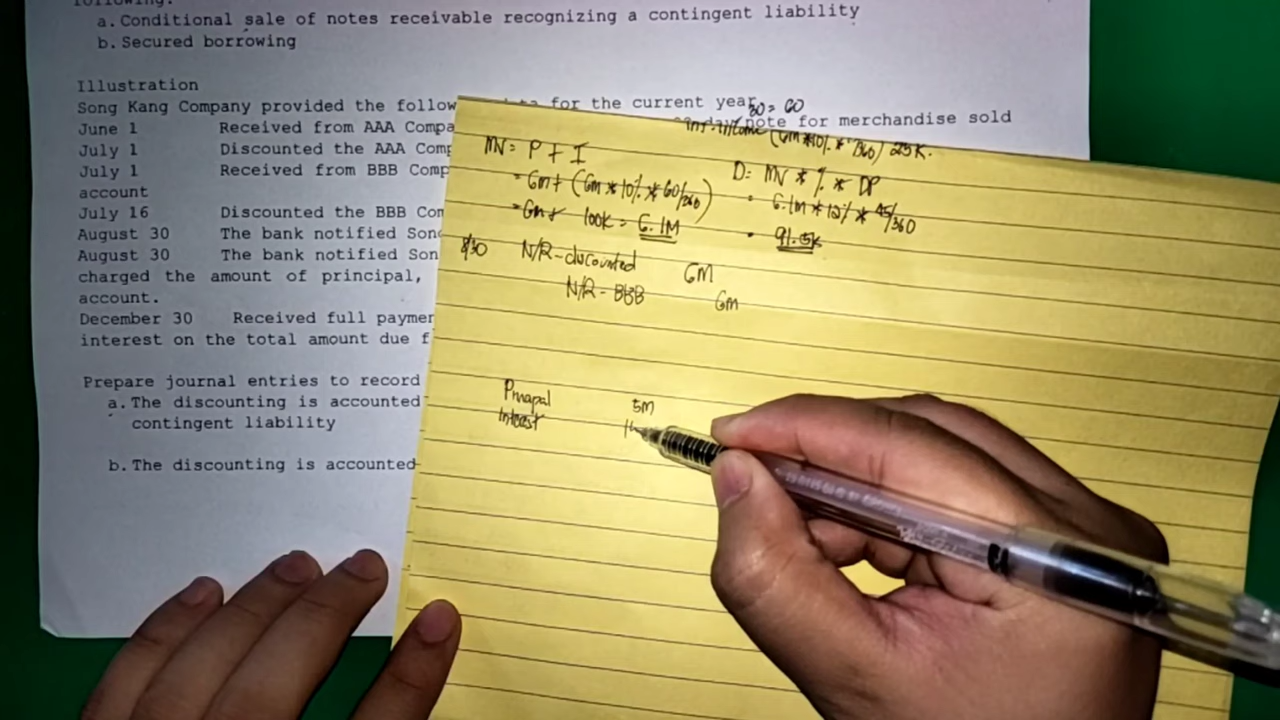 a. Conditional sale of notes receivable recognizing a contingent liability
b. Secured borrowing
Illustration
Song Kang Company provided the follow for the current year
June 1 Received from AAA Compa note for merchandise sold
July 1 Discounted the AAA Com
July 1 Received from BBB Comp
account
July 16 Discounted the BBB Co
August 30 The bank notified Son
August 30 The bank notified Son
charged the amount of principal,
account.
December 30 Received full paymen
interest on the total amount due f
Prepare journal entries to record
a. The discounting is accounted
contingent liability
b. The discounting is accounted
30 = 60
(6m*10%* /360) 25K.
MV = P + I
= 6m + (6m*10%*60/360)
= 6m + 100K = 6.1M
D = MV * % * DP
= 6.1M * 12% * 45/360
= 91.5K
8/30 N/R-discounted 6M
N/R - BBB 6m
Principal 5M
Interest